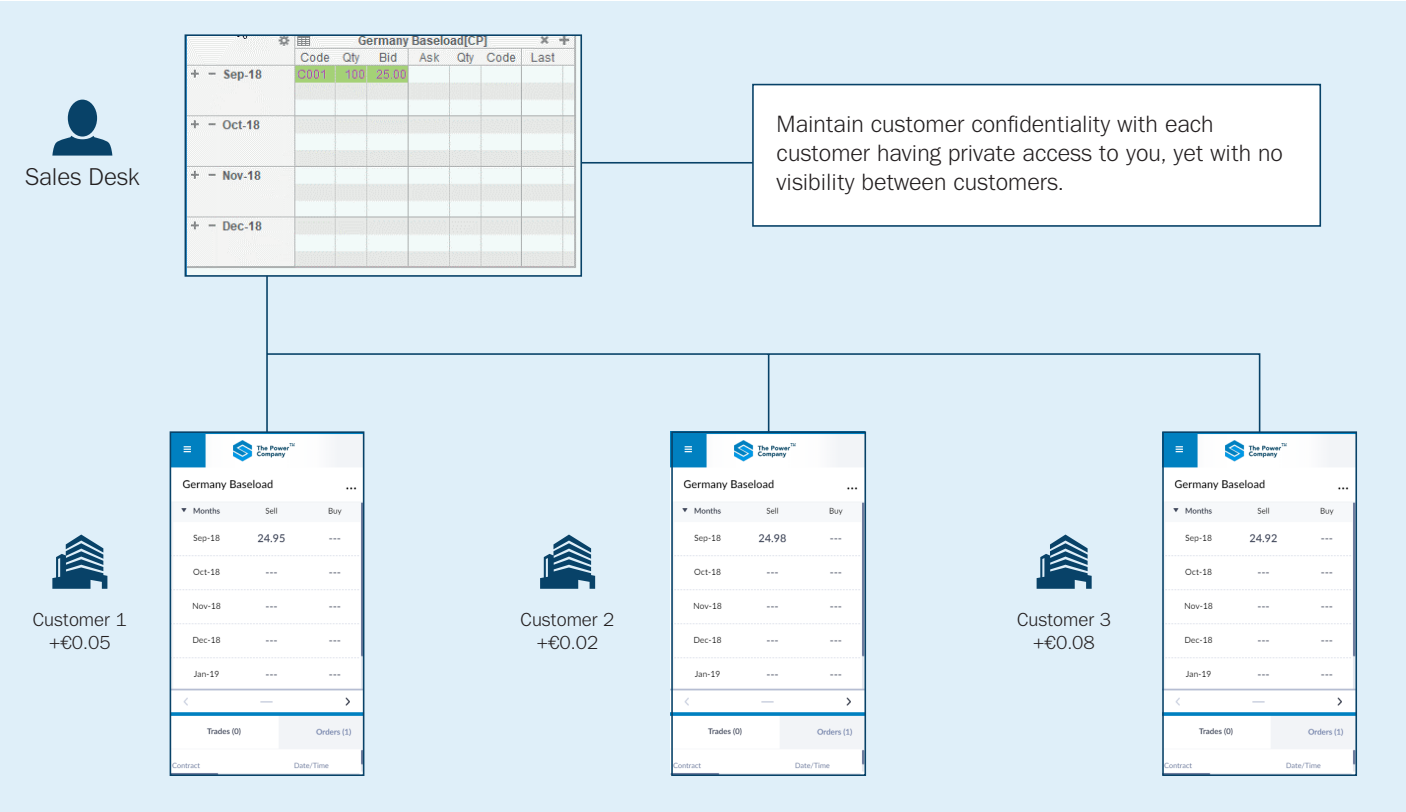 Germany Baseload[CP]
Code Qty Bid Ask Qty Code Last
+ − Sep-18 C001 100 25.00
+ − Oct-18
+ − Nov-18
+ − Dec-18
Sales Desk
Maintain customer confidentiality with each
customer having private access to you, yet with no
visibility between customers.
Customer 1
+€0.05
The Power™
Company
Germany Baseload ...
▼ Months Sell Buy
Sep-18 24.95 ---
Oct-18 --- ---
Nov-18 --- ---
Dec-18 --- ---
Jan-19 --- ---
Trades (0) Orders (1)
Contract Date/Time
Customer 2
+€0.02
The Power™
Company
Germany Baseload ...
▼ Months Sell Buy
Sep-18 24.98 ---
Oct-18 --- ---
Nov-18 --- ---
Dec-18 --- ---
Jan-19 --- ---
Trades (0) Orders (1)
Contract Date/Time
Customer 3
+€0.08
The Power™
Company
Germany Baseload ...
▼ Months Sell Buy
Sep-18 24.92 ---
Oct-18 --- ---
Nov-18 --- ---
Dec-18 --- ---
Jan-19 --- ---
Trades (0) Orders (1)
Contract Date/Time